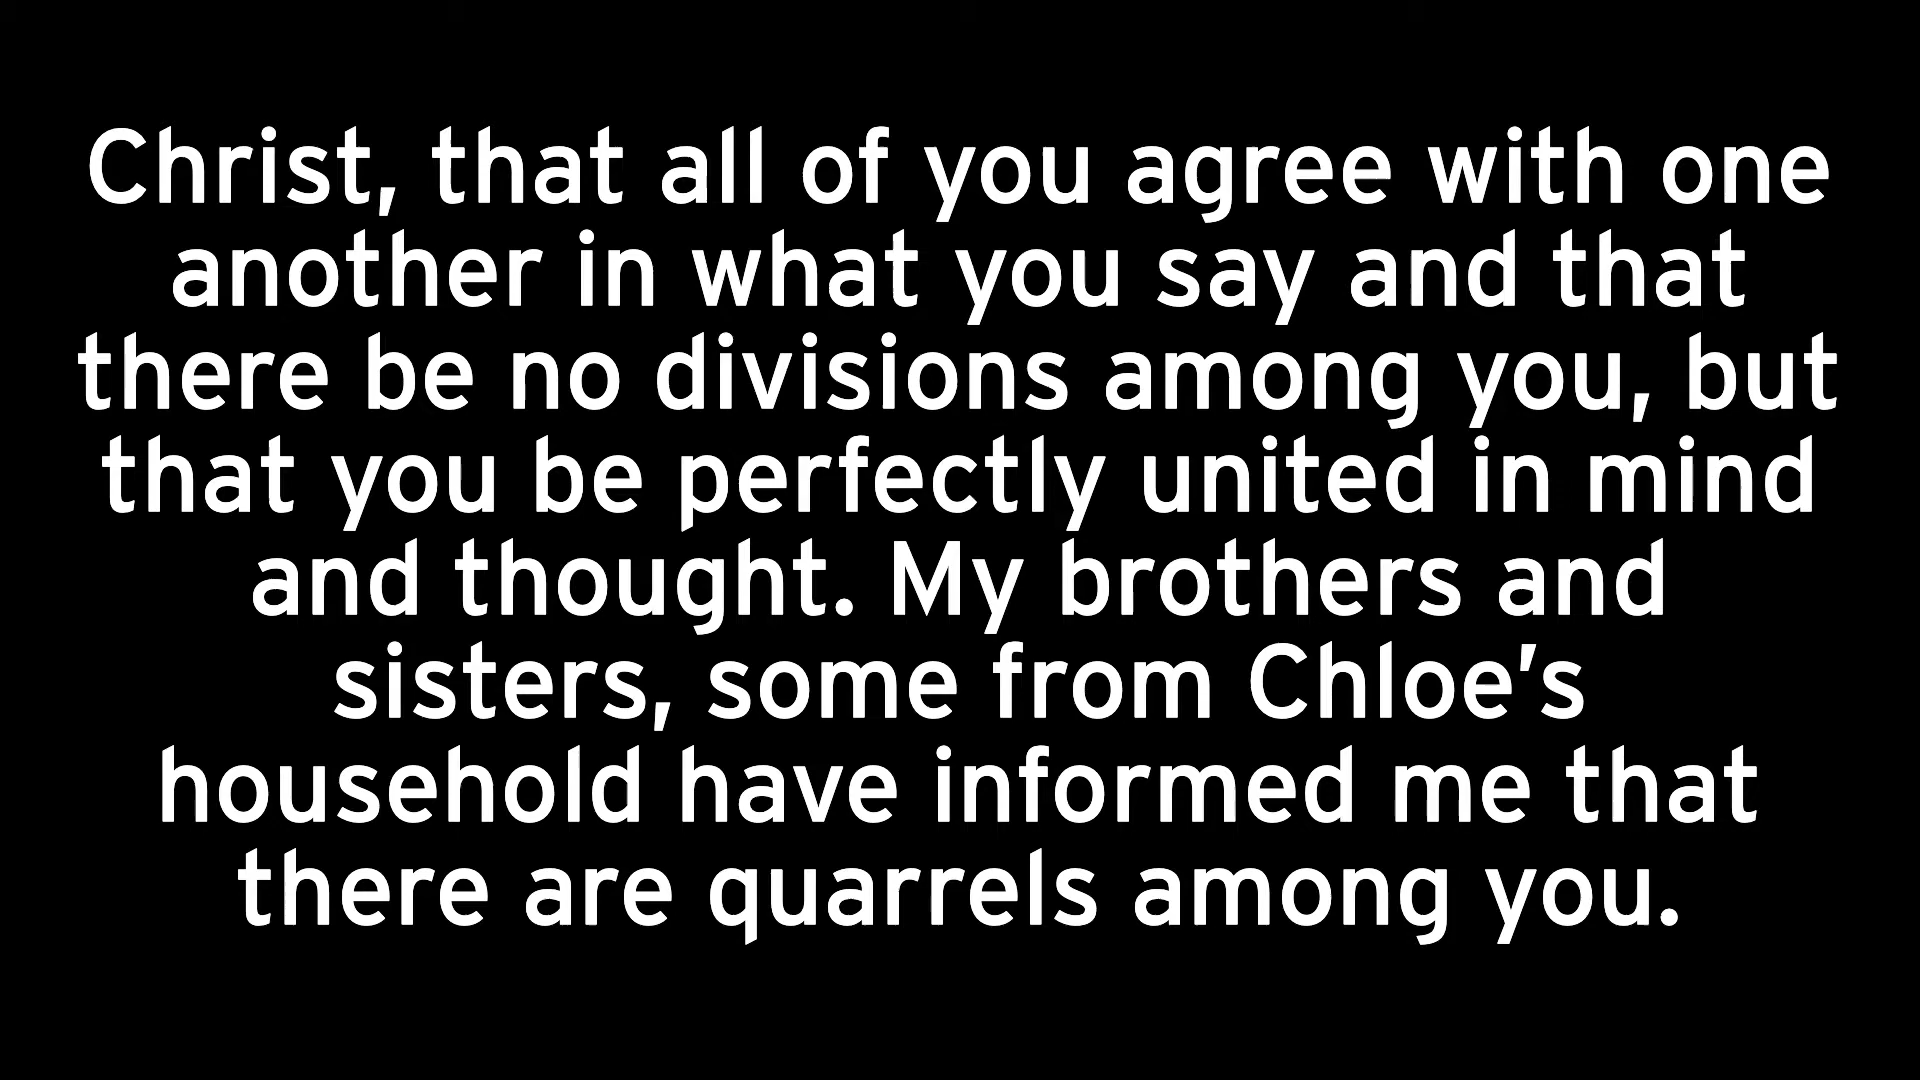 Christ, that all of you agree with one
another in what you say and that
there be no divisions among you, but
that you be perfectly united in mind
and thought. My brothers and
sisters, some from Chloe’s
household have informed me that
there are quarrels among you.